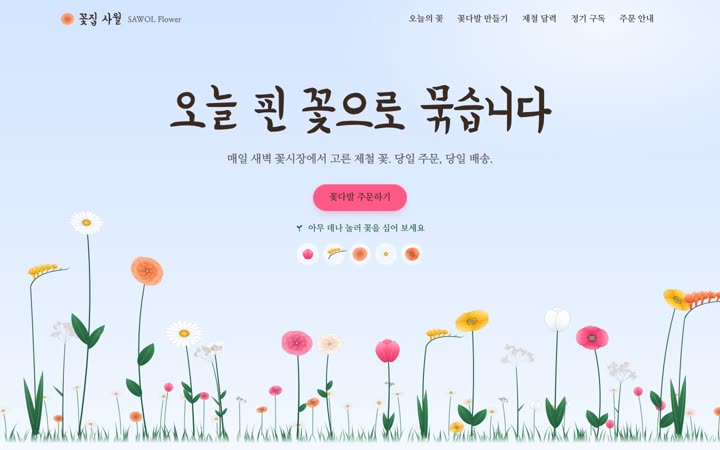 꽃집 사월 SAWOL Flower
오늘의 꽃 꽃다발 만들기 제철 달력 정기 구독 주문 안내
오늘 핀 꽃으로 묶습니다
매일 새벽 꽃시장에서 고른 제철 꽃. 당일 주문, 당일 배송.
꽃다발 주문하기
아무 데나 눌러 꽃을 심어 보세요